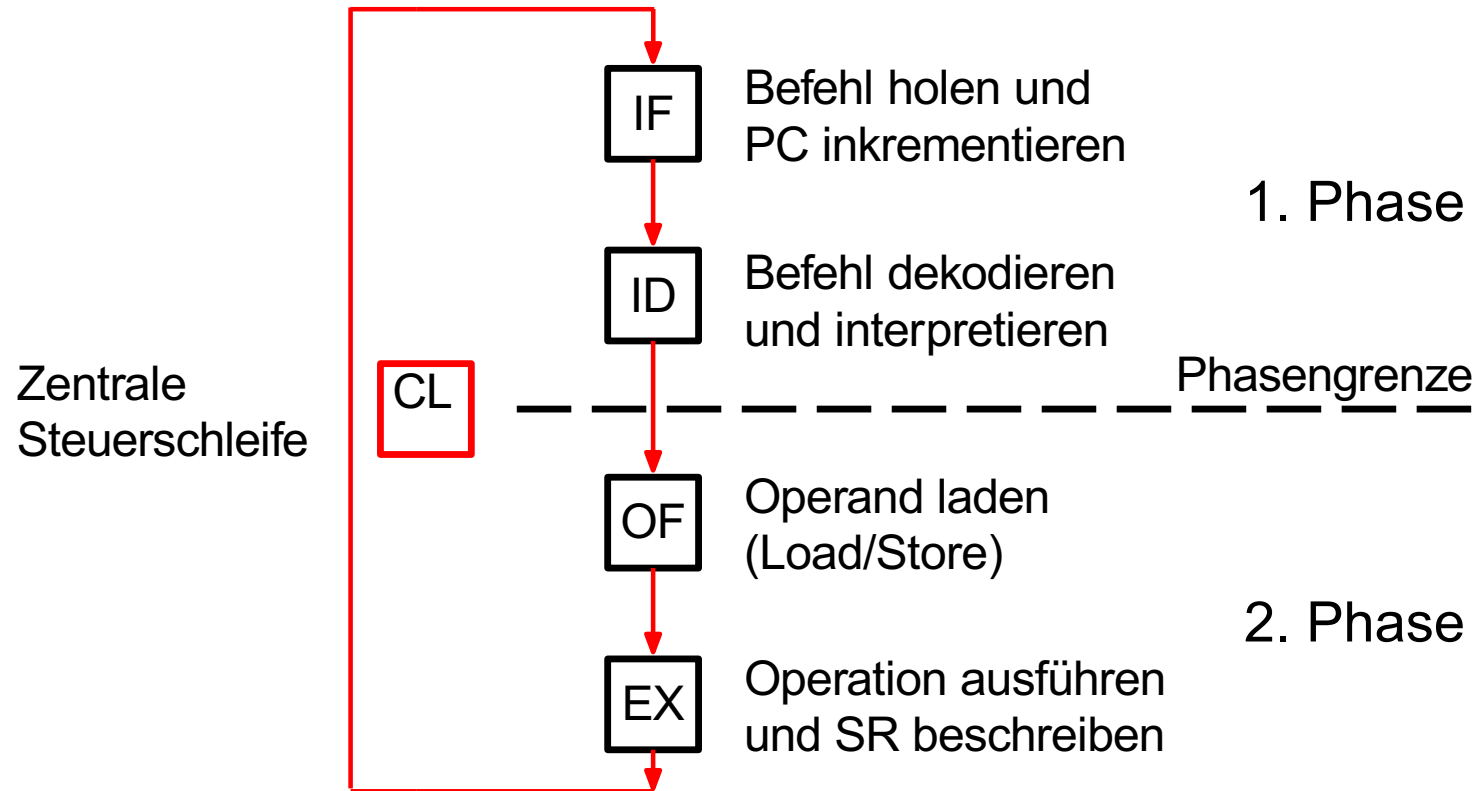 IF
Befehl holen und
PC inkrementieren
1. Phase
ID
Befehl dekodieren
und interpretieren
Zentrale
Steuerschleife
CL
Phasengrenze
OF
Operand laden
(Load/Store)
2. Phase
EX
Operation ausführen
und SR beschreiben